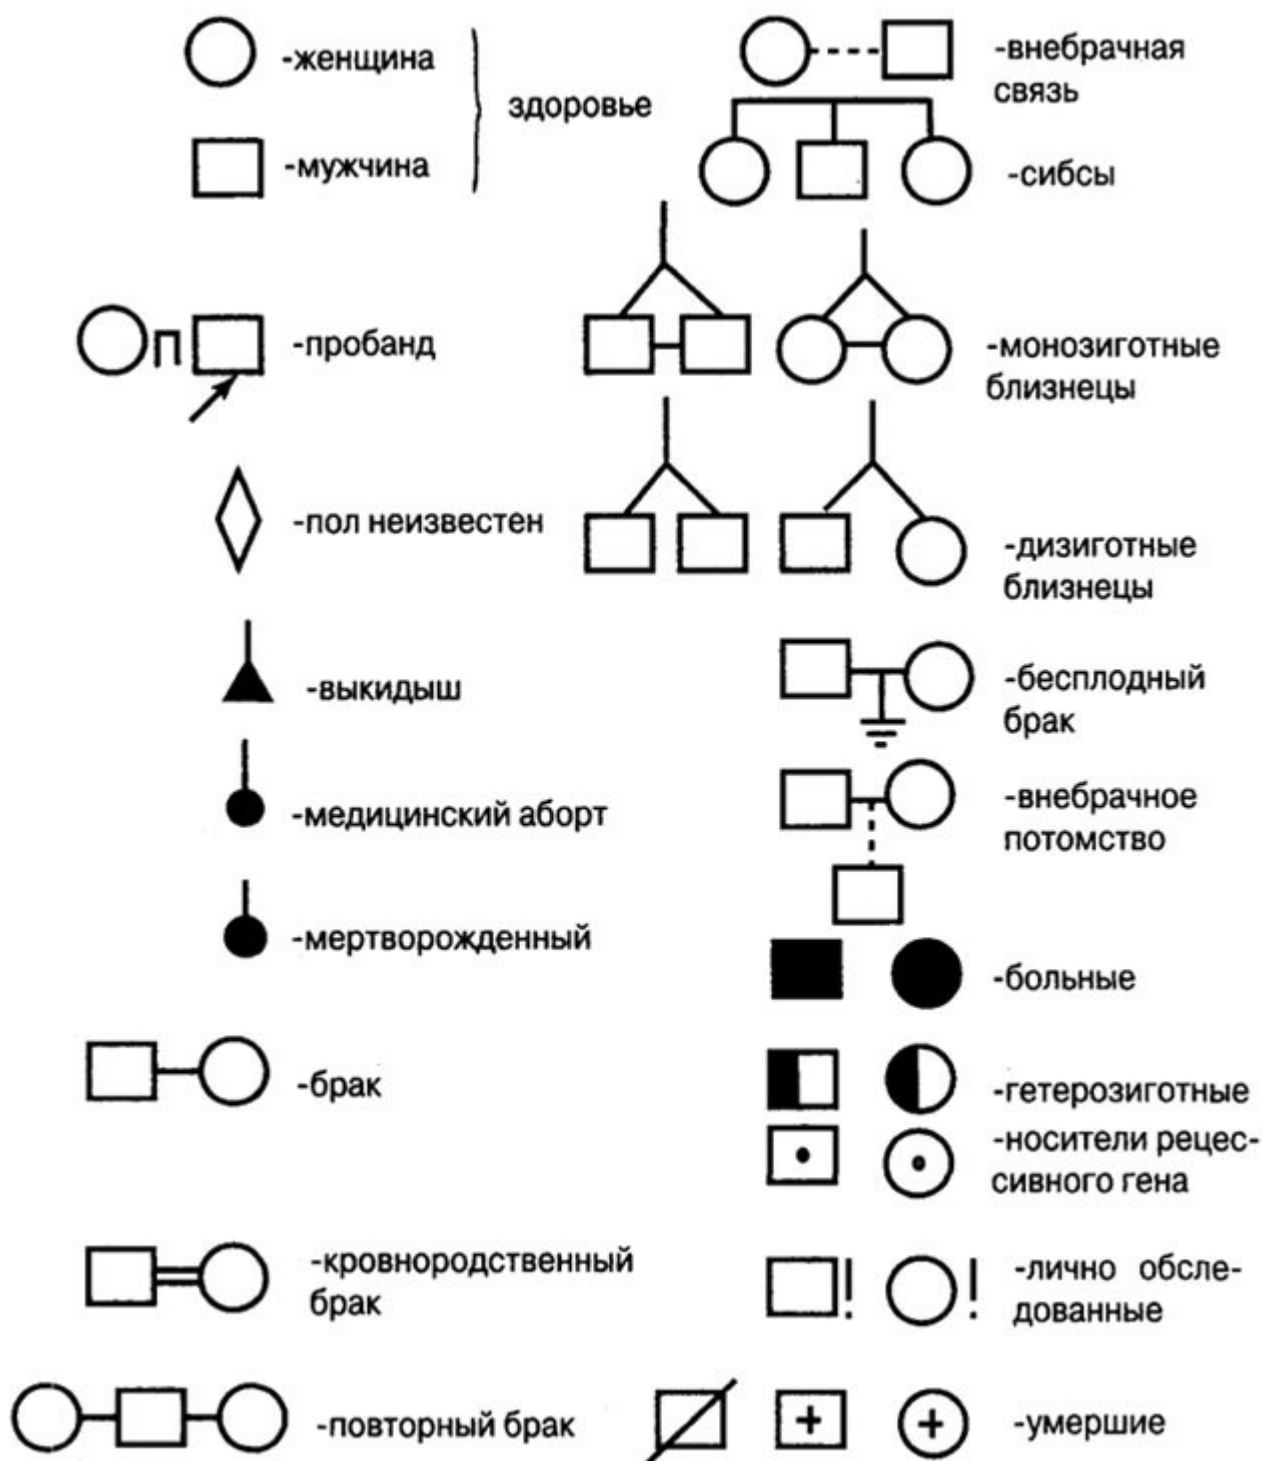 -женщина
здоровье
-мужчина
П
-пробанд
-пол неизвестен
-выкидыш
-медицинский аборт
-мертворожденный
-брак
-кровнородственный
брак
-повторный брак
-внебрачная
связь
-сибсы
-монозиготные
близнецы
-дизиготные
близнецы
-бесплодный
брак
-внебрачное
потомство
-больные
-гетерозиготные
-носители рецес-
сивного гена
! !
-лично обсле-
дованные
+ +
-умершие